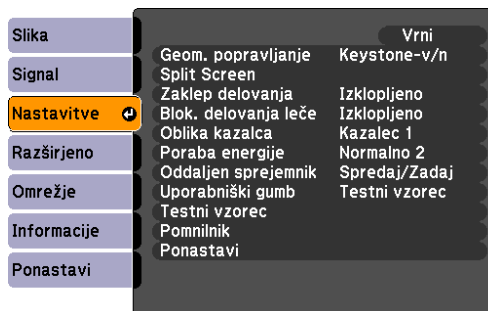 Slika
Signal
Nastavitve
Razširjeno
Omrežje
Informacije
Ponastavi
Vrni
Geom. popravljanje Keystone-v/n
Split Screen
Zaklep delovanja Izklopljeno
Blok. delovanja leče Izklopljeno
Oblika kazalca Kazalec 1
Poraba energije Normalno 2
Oddaljen sprejemnik Spredaj/Zadaj
Uporabniški gumb Testni vzorec
Testni vzorec
Pomnilnik
Ponastavi